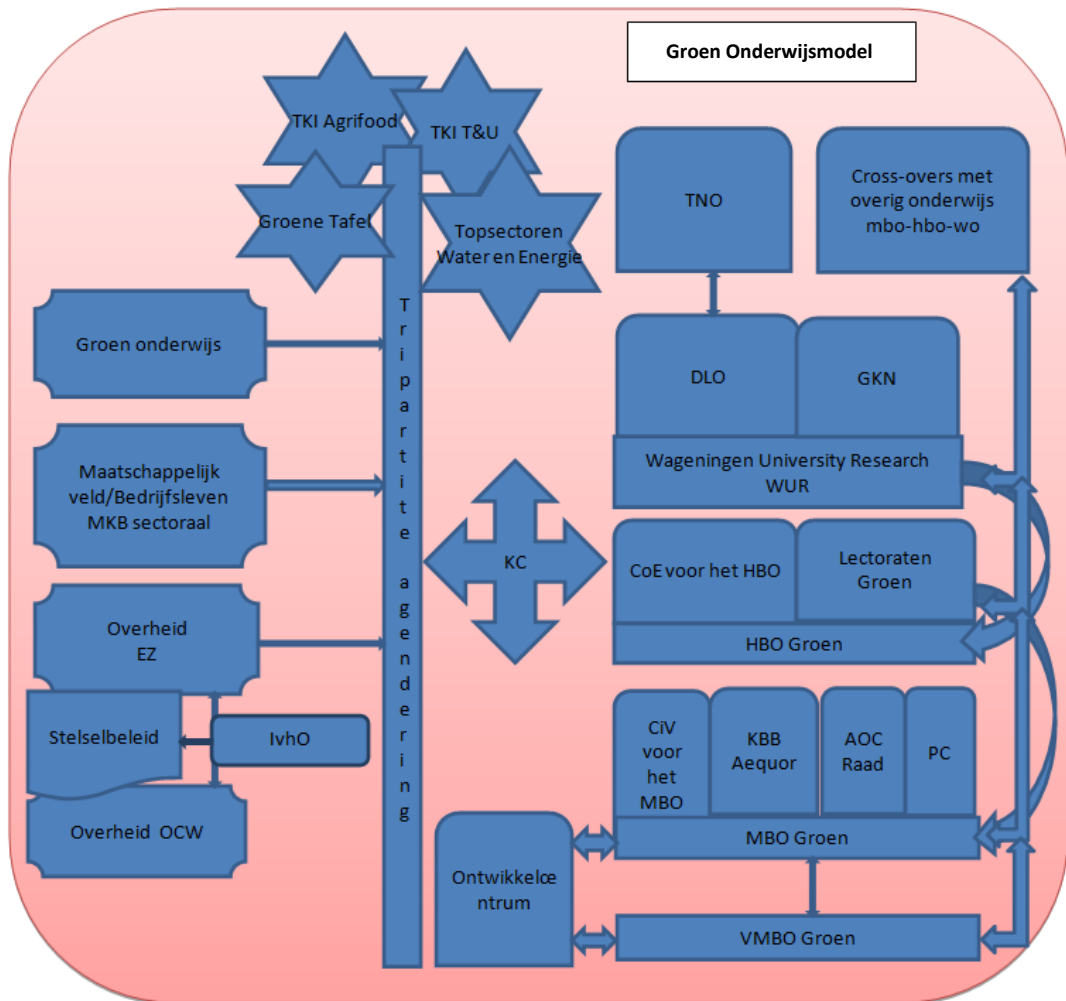 Groen Onderwijsmodel
TKI Agrifood
TKI T&U
Groene Tafel
Topsectoren
Water en Energie
TNO
Cross-overs met
overig onderwijs
mbo-hbo-wo
Groen onderwijs
Maatschappelijk
veld/Bedrijfsleven
MKB sectoraal
Overheid
EZ
Stelselbeleid
IvhO
Overheid OCW
Tripartite agendering
KC
DLO
GKN
Wageningen University Research
WUR
CoE voor het HBO
Lectoraten
Groen
HBO Groen
CiV
voor
het
MBO
KBB
Aequor
AOC
Raad
PC
MBO Groen
Ontwikkelce
ntrum
VMBO Groen